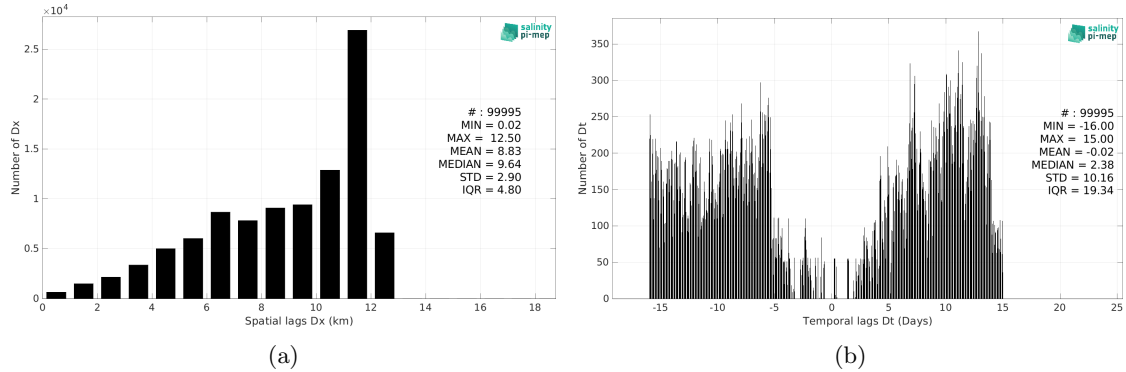 ×10⁴
2.5
2
1.5
1
0.5
0
Number of Dx
0 2 4 6 8 10 12 14 16 18
Spatial lags Dx (km)
salinity
pi-mep
# : 99995
MIN = 0.02
MAX = 12.50
MEAN = 8.83
MEDIAN = 9.64
STD = 2.90
IQR = 4.80
(a)
350
300
250
200
150
100
50
0
Number of Dt
-15 -10 -5 0 5 10 15 20 25
Temporal lags Dt (Days)
salinity
pi-mep
# : 99995
MIN = -16.00
MAX = 15.00
MEAN = -0.02
MEDIAN = 2.38
STD = 10.16
IQR = 19.34
(b)